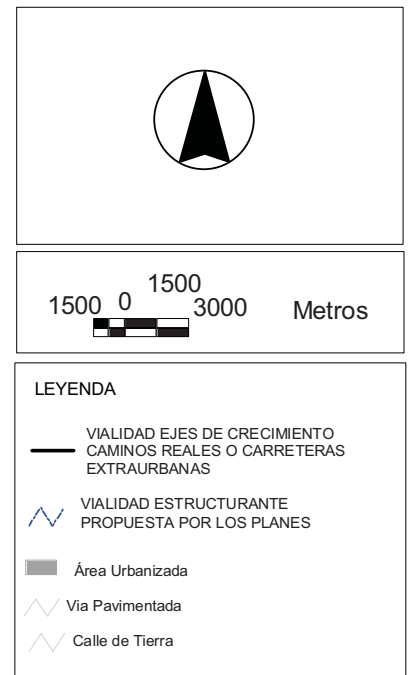 1500
1500 0 3000 Metros
LEYENDA
VIALIDAD EJES DE CRECIMIENTO
CAMINOS REALES O CARRETERAS
EXTRAURBANAS
VIALIDAD ESTRUCTURANTE
PROPUESTA POR LOS PLANES
Área Urbanizada
Via Pavimentada
Calle de Tierra